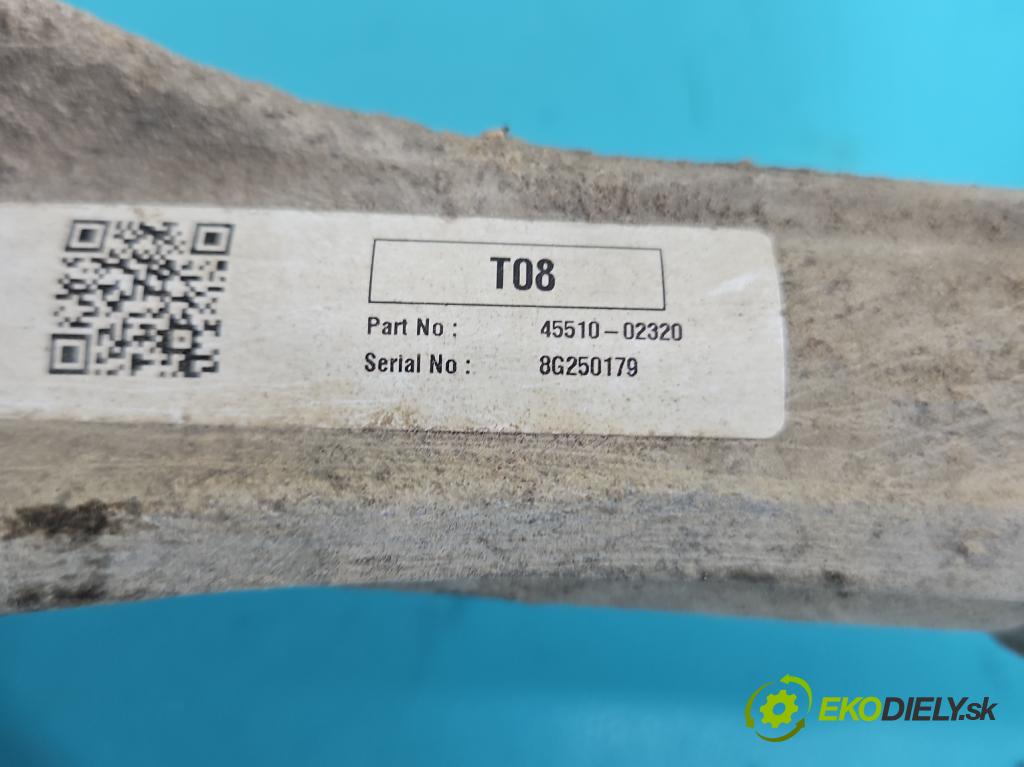 T08
Part No : 45510-02320
Serial No : 8G250179
EKODIELY.sk